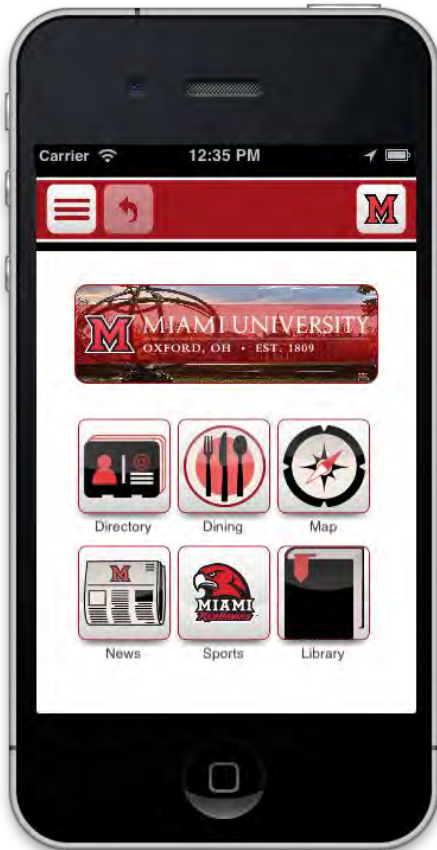 Carrier 12:35 PM
M
M MIAMI UNIVERSITY
OXFORD, OH • EST. 1809
@
Directory Dining Map
M
MIAMI
News Sports Library